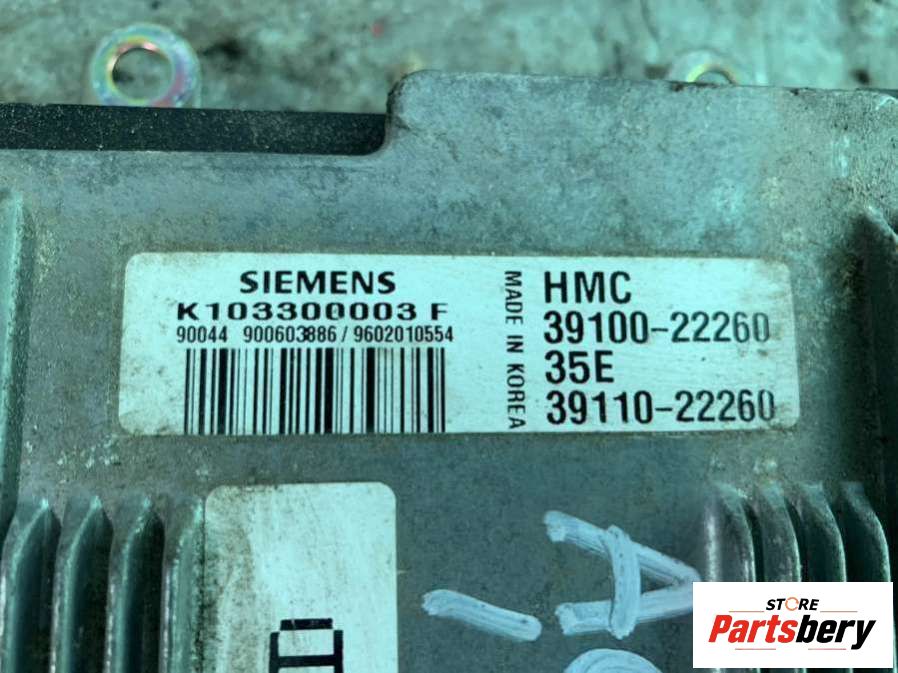 SIEMENS
K103300003 F
90044 900603886 / 9602010554
MADE IN KOREA
HMC
39100-22260
35E
39110-22260
STORE
Partsbery